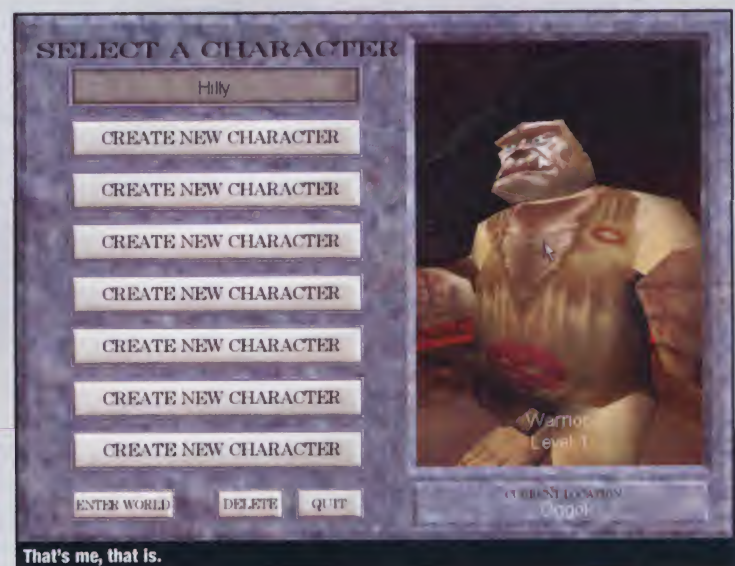 SELECT A CHARACTER
Hilly
CREATE NEW CHARACTER
CREATE NEW CHARACTER
CREATE NEW CHARACTER
CREATE NEW CHARACTER
CREATE NEW CHARACTER
CREATE NEW CHARACTER
CREATE NEW CHARACTER
ENTER WORLD DELETE QUIT
Warrior
Level 1
CURRENT LOCATION
Oggok
That's me, that is.